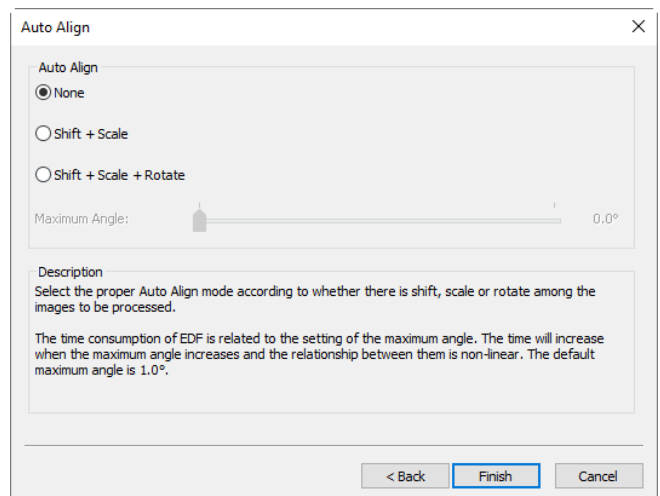 Auto Align
Auto Align
None
Shift + Scale
Shift + Scale + Rotate
Maximum Angle: 0.0°
Description
Select the proper Auto Align mode according to whether there is shift, scale or rotate among the
images to be processed.
The time consumption of EDF is related to the setting of the maximum angle. The time will increase
when the maximum angle increases and the relationship between them is non-linear. The default
maximum angle is 1.0°.
< Back Finish Cancel